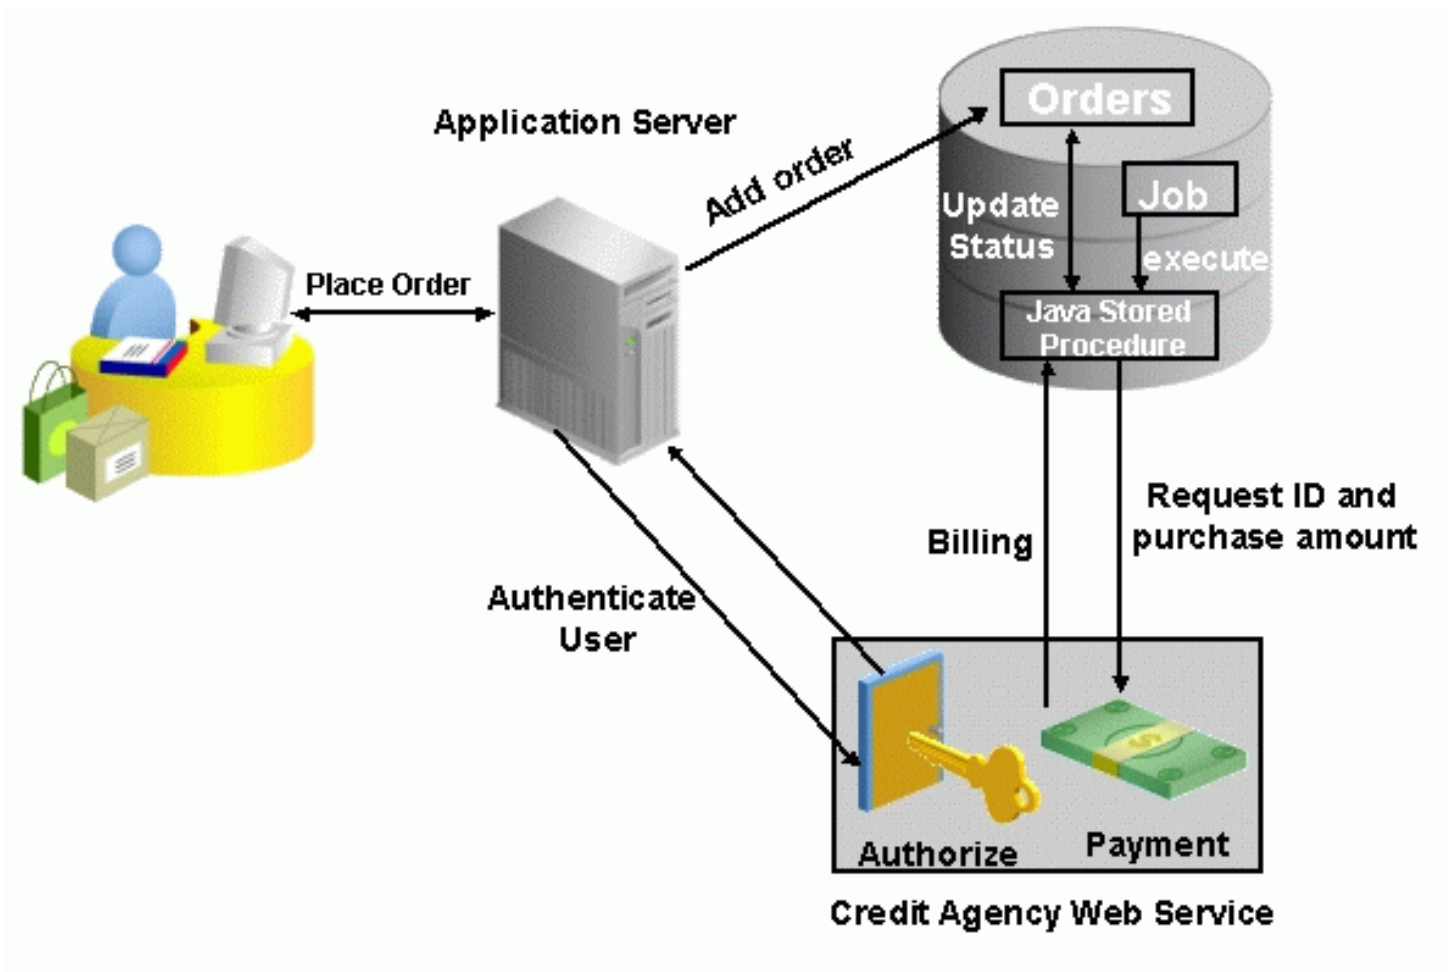 Application Server
Orders
Add order
Job
Update
Status
execute
Place Order
Java Stored
Procedure
Request ID and
purchase amount
Billing
Authenticate
User
Authorize
Payment
Credit Agency Web Service